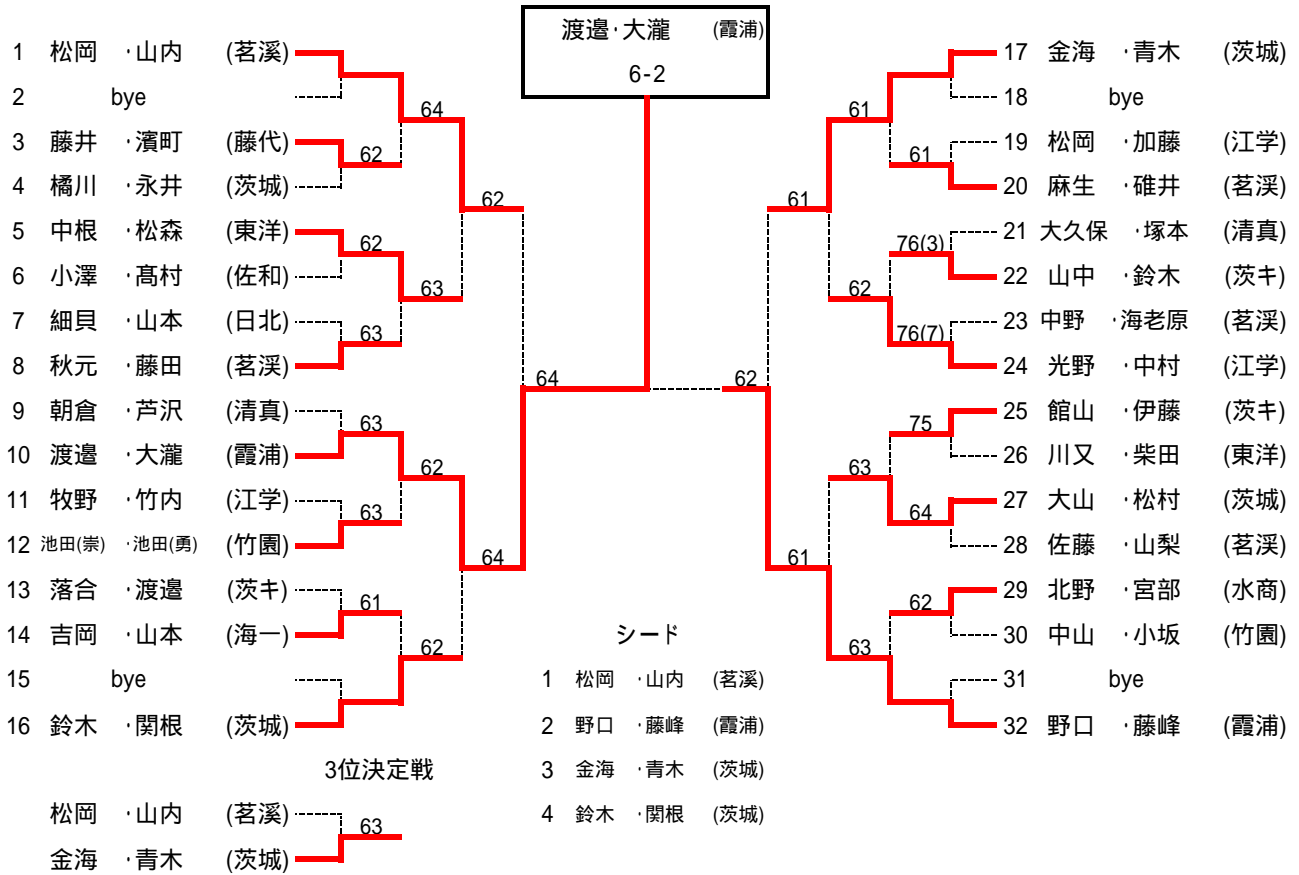 渡邉・大瀧 (霞浦)
6-2
1 松岡 ・山内 (茗溪)
2 bye
3 藤井 ・濱町 (藤代)
4 橋川 ・永井 (茨城)
5 中根 ・松森 (東洋)
6 小澤 ・髙村 (佐和)
7 細貝 ・山本 (日北)
8 秋元 ・藤田 (茗渓)
9 朝倉 ・芦沢 (清真)
10 渡邉 ・大瀧 (霞浦)
11 牧野 ・竹内 (江学)
12 池田(崇) ・池田(勇) (竹園)
13 落合 ・渡邉 (茨キ)
14 吉岡 ・山本 (海一)
15 bye
16 鈴木 ・関根 (茨城)
62
62
63
63
63
61
64
63
62
62
62
64
64
17 金海 ・青木 (茨城)
18 bye
19 松岡 ・加藤 (江学)
20 麻生 ・碓井 (茗渓)
21 大久保 ・塚本 (清真)
22 山中 ・鈴木 (茨キ)
23 中野 ・海老原 (茗渓)
24 光野 ・中村 (江学)
25 館山 ・伊藤 (茨キ)
26 川又 ・柴田 (東洋)
27 大山 ・松村 (茨城)
28 佐藤 ・山梨 (茗渓)
29 北野 ・宮部 (水商)
30 中山 ・小坂 (竹園)
31 bye
32 野口 ・藤峰 (霞浦)
61
76(3)
76(7)
75
64
62
61
62
63
63
61
61
62
シード
1 松岡 ・山内 (茗溪)
2 野口 ・藤峰 (霞浦)
3 金海 ・青木 (茨城)
4 鈴木 ・関根 (茨城)
3位決定戦
松岡 ・山内 (茗溪)
63
金海 ・青木 (茨城)